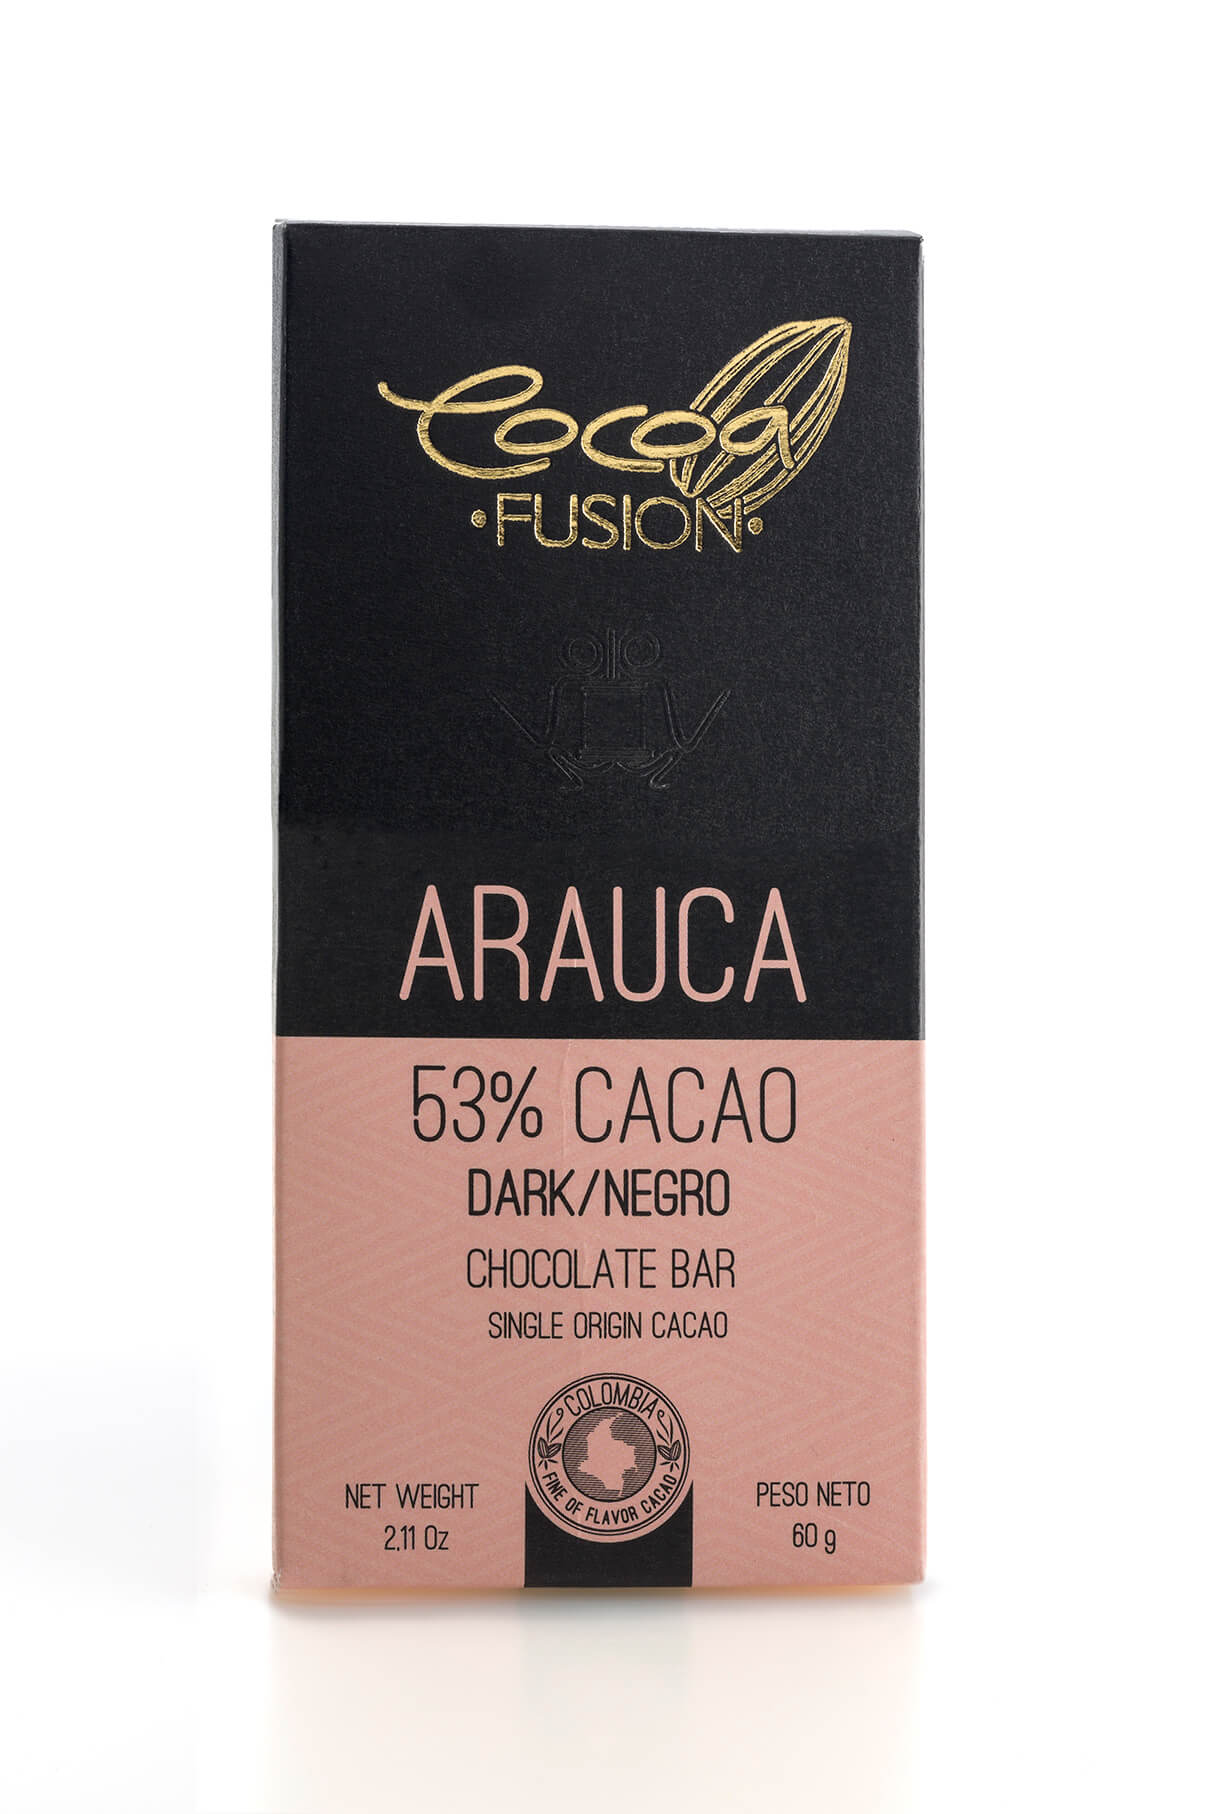 Cocoa
•FUSION•
ARAUCA
53% CACAO
DARK/NEGRO
CHOCOLATE BAR
SINGLE ORIGIN CACAO
COLOMBIA
FINE OF FLAVOR CACAO
NET WEIGHT
2,11 Oz
PESO NETO
60 g